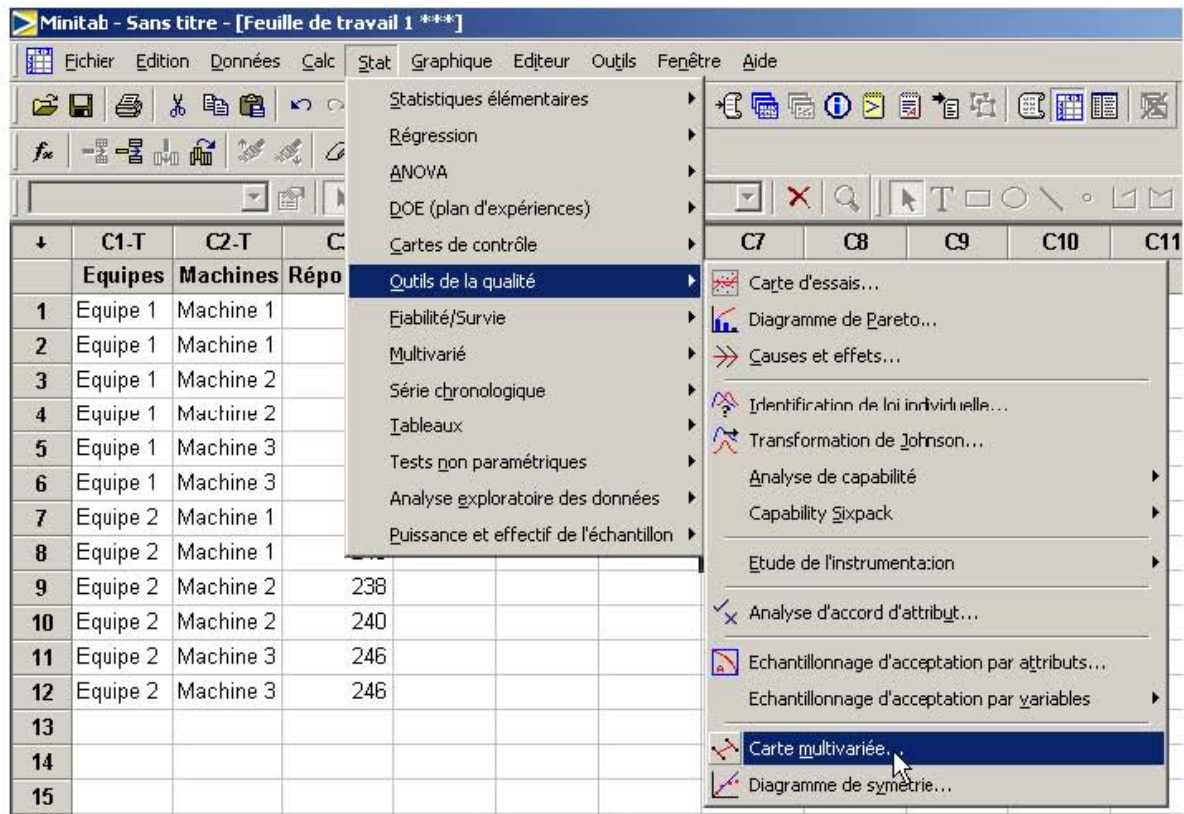 Minitab - Sans titre - [Feuille de travail 1 ***]
Fichier Edition Données Calc Stat Graphique Editeur Outils Fenêtre Aide
Statistiques élémentaires
Régression
ANOVA
DOE (plan d'expériences)
Cartes de contrôle
Outils de la qualité
Fiabilité/Survie
Multivarié
Série chronologique
Tableaux
Tests non paramétriques
Analyse exploratoire des données
Puissance et effectif de l'échantillon
Carte d'essais...
Diagramme de Pareto...
Causes et effets...
Identification de loi individuelle...
Transformation de Johnson...
Analyse de capabilité
Capability Sixpack
Etude de l'instrumentation
Analyse d'accord d'attribut...
Echantillonnage d'acceptation par attributs...
Echantillonnage d'acceptation par variables
Carte multivariée...
Diagramme de symétrie...
C1-T C2-T C7 C8 C9 C10 C11
Equipes Machines Répo
1 Equipe 1 Machine 1
2 Equipe 1 Machine 1
3 Equipe 1 Machine 2
4 Equipe 1 Machine 2
5 Equipe 1 Machine 3
6 Equipe 1 Machine 3
7 Equipe 2 Machine 1
8 Equipe 2 Machine 1
9 Equipe 2 Machine 2 238
10 Equipe 2 Machine 2 240
11 Equipe 2 Machine 3 246
12 Equipe 2 Machine 3 246
13
14
15